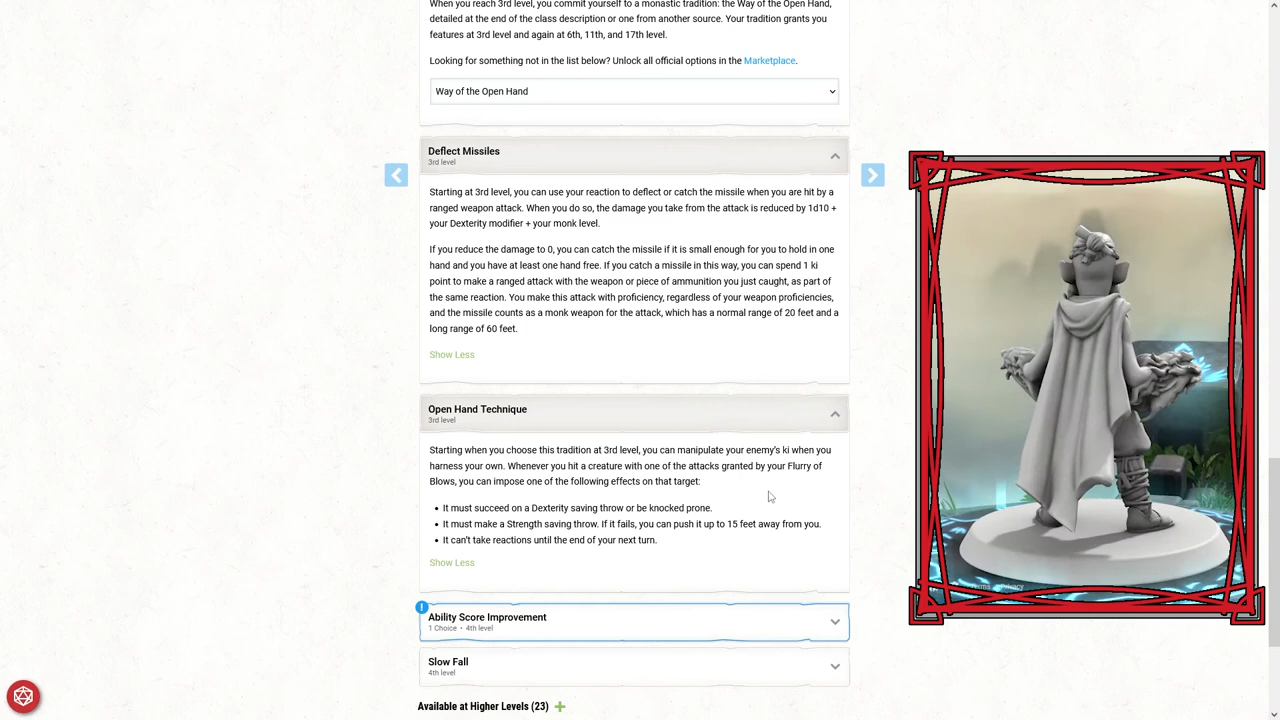 When you reach 3rd level, you commit yourself to a monastic tradition: the Way of the Open Hand,
detailed at the end of the class description or one from another source. Your tradition grants you
features at 3rd level and again at 6th, 11th, and 17th level.
Looking for something not in the list below? Unlock all official options in the Marketplace.
Way of the Open Hand
Deflect Missiles
3rd level
Starting at 3rd level, you can use your reaction to deflect or catch the missile when you are hit by a
ranged weapon attack. When you do so, the damage you take from the attack is reduced by 1d10 +
your Dexterity modifier + your monk level.
If you reduce the damage to 0, you can catch the missile if it is small enough for you to hold in one
hand and you have at least one hand free. If you catch a missile in this way, you can spend 1 ki
point to make a ranged attack with the weapon or piece of ammunition you just caught, as part of
the same reaction. You make this attack with proficiency, regardless of your weapon proficiencies,
and the missile counts as a monk weapon for the attack, which has a normal range of 20 feet and a
long range of 60 feet.
Show Less
Open Hand Technique
3rd level
Starting when you choose this tradition at 3rd level, you can manipulate your enemy's ki when you
harness your own. Whenever you hit a creature with one of the attacks granted by your Flurry of
Blows, you can impose one of the following effects on that target:
• It must succeed on a Dexterity saving throw or be knocked prone.
• It must make a Strength saving throw. If it fails, you can push it up to 15 feet away from you.
• It can't take reactions until the end of your next turn.
Show Less
!
Ability Score Improvement
1 Choice • 4th level
Slow Fall
4th level
Available at Higher Levels (23)
Terms Privacy